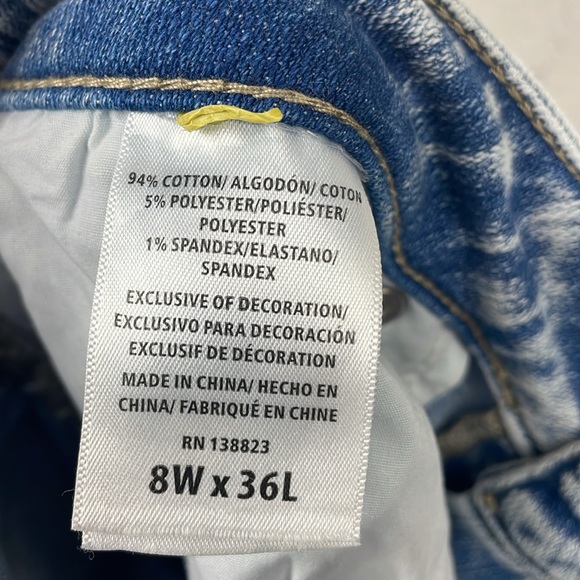 94% COTTON/ ALGODÓN/ COTON
5% POLYESTER/POLIÉSTER/
POLYESTER
1% SPANDEX/ELASTANO/
SPANDEX
EXCLUSIVE OF DECORATION/
EXCLUSIVO PARA DECORACIÓN
EXCLUSIF DE DÉCORATION
MADE IN CHINA/ HECHO EN
CHINA/ FABRIQUÉ EN CHINE
RN 138823
8W x 36L